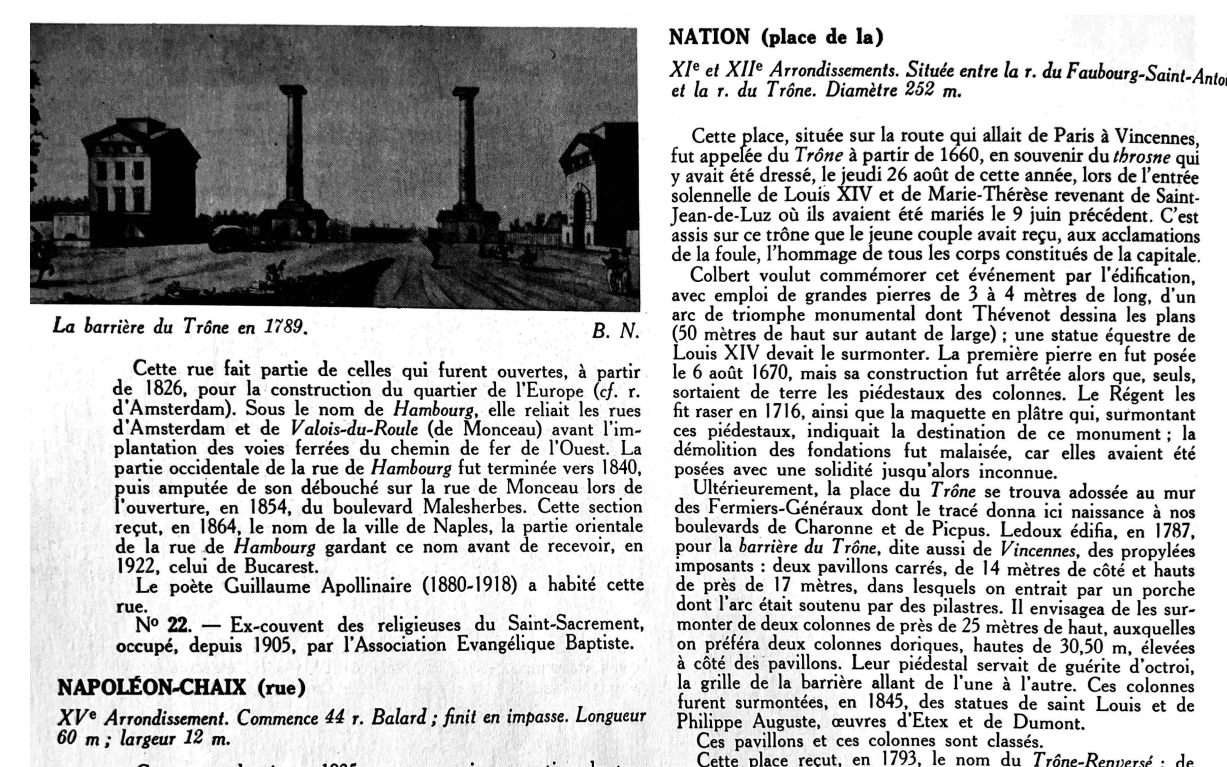 La barrière du Trône en 1789. B. N.
Cette rue fait partie de celles qui furent ouvertes, à partir
de 1826, pour la construction du quartier de l'Europe (cf. r.
d'Amsterdam). Sous le nom de Hambourg, elle reliait les rues
d'Amsterdam et de Valois-du-Roule (de Monceau) avant l'im-
plantation des voies ferrées du chemin de fer de l'Ouest. La
partie occidentale de la rue de Hambourg fut terminée vers 1840,
puis amputée de son débouché sur la rue de Monceau lors de
l'ouverture, en 1854, du boulevard Malesherbes. Cette section
reçut, en 1864, le nom de la ville de Naples, la partie orientale
de la rue de Hambourg gardant ce nom avant de recevoir, en
1922, celui de Bucarest.
Le poète Guillaume Apollinaire (1880-1918) a habité cette
rue.
Nº 22. — Ex-couvent des religieuses du Saint-Sacrement,
occupé, depuis 1905, par l'Association Evangélique Baptiste.
NAPOLÉON-CHAIX (rue)
XVe Arrondissement. Commence 44 r. Balard ; finit en impasse. Longueur
60 m ; largeur 12 m.
NATION (place de la)
XIe et XIIe Arrondissements. Située entre la r. du Faubourg-Saint-Antoi
et la r. du Trône. Diamètre 252 m.
Cette place, située sur la route qui allait de Paris à Vincennes,
fut appelée du Trône à partir de 1660, en souvenir du throsne qui
y avait été dressé, le jeudi 26 août de cette année, lors de l'entrée
solennelle de Louis XIV et de Marie-Thérèse revenant de Saint-
Jean-de-Luz où ils avaient été mariés le 9 juin précédent. C'est
assis sur ce trône que le jeune couple avait reçu, aux acclamations
de la foule, l'hommage de tous les corps constitués de la capitale.
Colbert voulut commémorer cet événement par l'édification,
avec emploi de grandes pierres de 3 à 4 mètres de long, d'un
arc de triomphe monumental dont Thévenot dessina les plans
(50 mètres de haut sur autant de large) ; une statue équestre de
Louis XIV devait le surmonter. La première pierre en fut posée
le 6 août 1670, mais sa construction fut arrêtée alors que, seuls,
sortaient de terre les piédestaux des colonnes. Le Régent les
fit raser en 1716, ainsi que la maquette en plâtre qui, surmontant
ces piédestaux, indiquait la destination de ce monument ; la
démolition des fondations fut malaisée, car elles avaient été
posées avec une solidité jusqu'alors inconnue.
Ultérieurement, la place du Trône se trouva adossée au mur
des Fermiers-Généraux dont le tracé donna ici naissance à nos
boulevards de Charonne et de Picpus. Ledoux édifia, en 1787,
pour la barrière du Trône, dite aussi de Vincennes, des propylées
imposants : deux pavillons carrés, de 14 mètres de côté et hauts
de près de 17 mètres, dans lesquels on entrait par un porche
dont l'arc était soutenu par des pilastres. Il envisagea de les sur-
monter de deux colonnes de près de 25 mètres de haut, auxquelles
on préféra deux colonnes doriques, hautes de 30,50 m, élevées
à côté des pavillons. Leur piédestal servait de guérite d'octroi,
la grille de la barrière allant de l'une à l'autre. Ces colonnes
furent surmontées, en 1845, des statues de saint Louis et de
Philippe Auguste, œuvres d'Etex et de Dumont.
Ces pavillons et ces colonnes sont classés.
Cette place reçut, en 1793, le nom du Trône-Renversé ; de